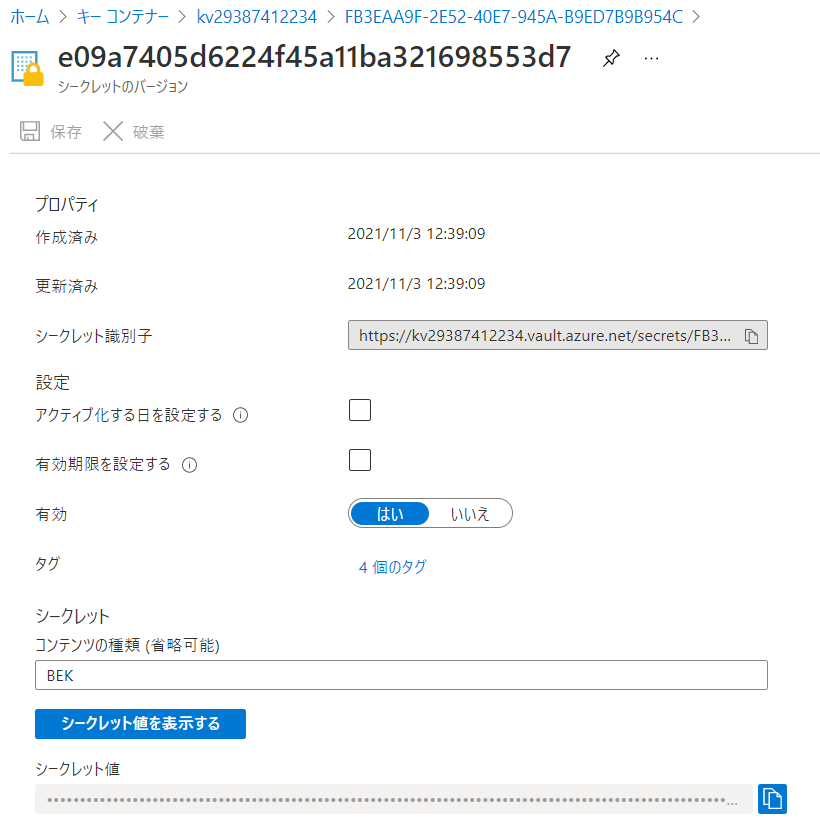 ホーム > キー コンテナー > kv29387412234 > FB3EAA9F-2E52-40E7-945A-B9ED7B9B954C >
e09a7405d6224f45a11ba321698553d7 ...
シークレットのバージョン
保存 破棄
プロパティ
作成済み 2021/11/3 12:39:09
更新済み 2021/11/3 12:39:09
シークレット識別子 https://kv29387412234.vault.azure.net/secrets/FB3...
設定
アクティブ化する日を設定する
有効期限を設定する
有効 はい いいえ
タグ 4 個のタグ
シークレット
コンテンツの種類 (省略可能)
BEK
シークレット値を表示する
シークレット値